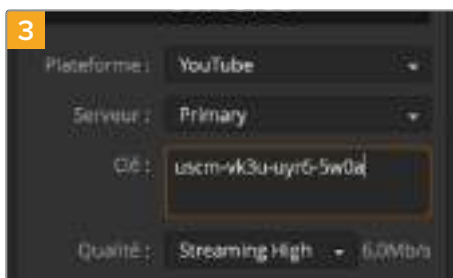 3
Plateforme : YouTube
Serveur : Primary
Clé : uscm-vk3u-uyr6-5w0a
Qualité : Streaming High 6,0Mb/s